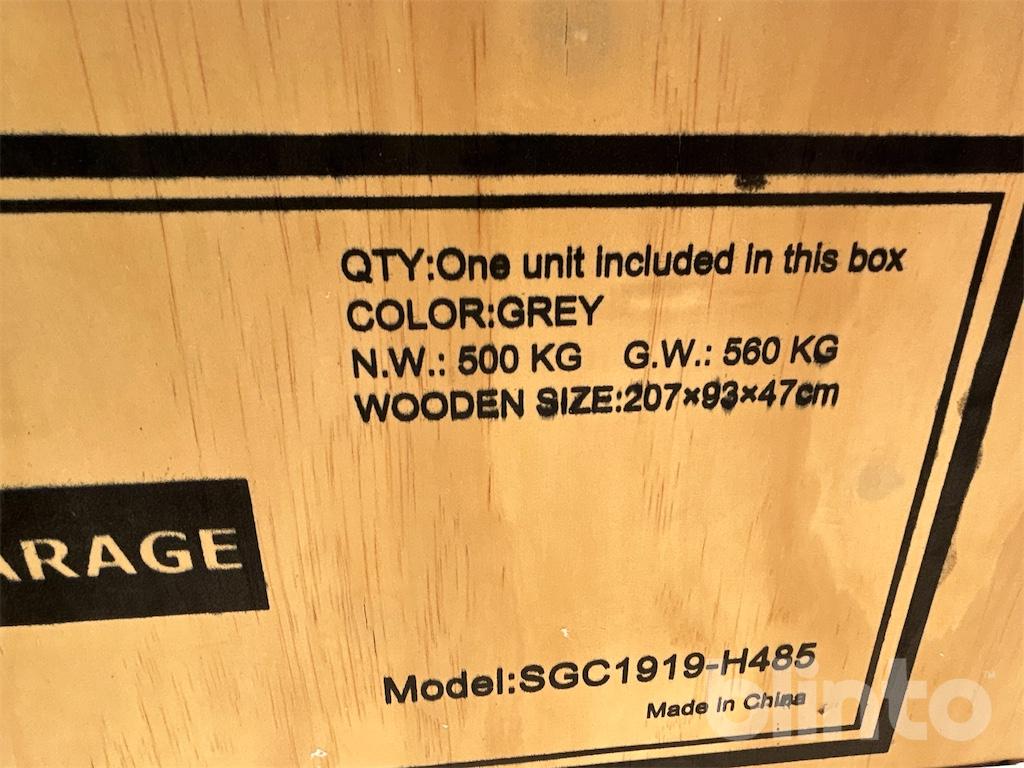 QTY:One unit included in this box
COLOR:GREY
N.W.: 500 KG G.W.: 560 KG
WOODEN SIZE:207×93×47cm
ARAGE
Model:SGC1919-H485
Made In China
blinto